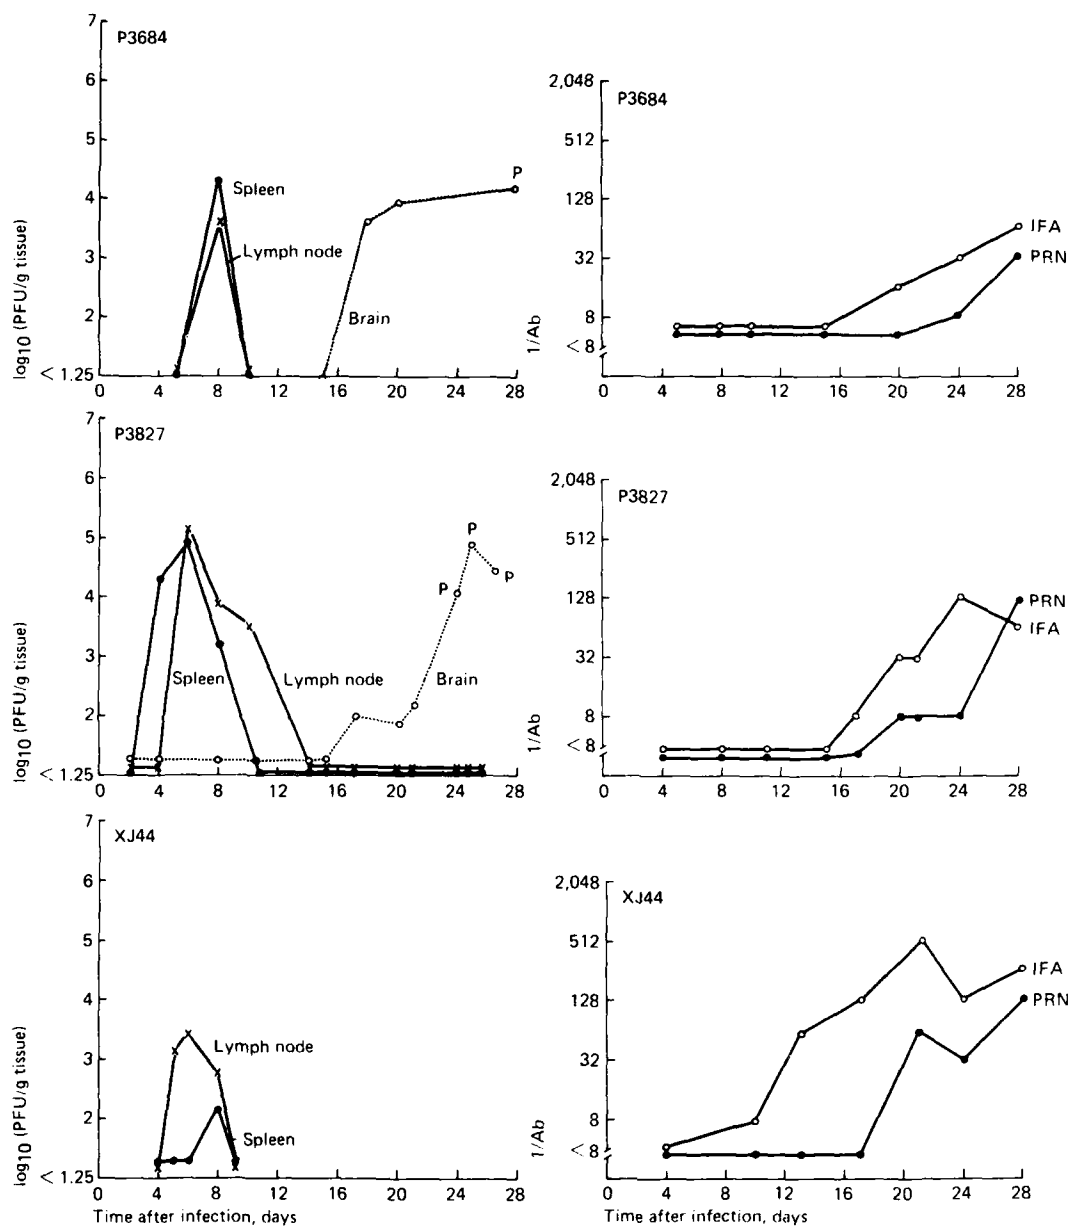 P3684
7
6
5
4
3
2
< 1.25
log10 (PFU/g tissue)
Spleen
Lymph node
Brain
P
0 4 8 12 16 20 24 28
P3684
2,048
512
128
32
8
< 8
1/Ab
IFA
PRN
0 4 8 12 16 20 24 28
P3827
7
6
5
4
3
2
< 1.25
log10 (PFU/g tissue)
Spleen
Lymph node
Brain
P
P
P
0 4 8 12 16 20 24 28
P3827
2,048
512
128
32
8
< 8
1/Ab
PRN
IFA
0 4 8 12 16 20 24 28
XJ44
7
6
5
4
3
2
< 1.25
log10 (PFU/g tissue)
Lymph node
Spleen
0 4 8 12 16 20 24 28
Time after infection, days
XJ44
2,048
512
128
32
8
< 8
1/Ab
IFA
PRN
0 4 8 12 16 20 24 28
Time after infection, days